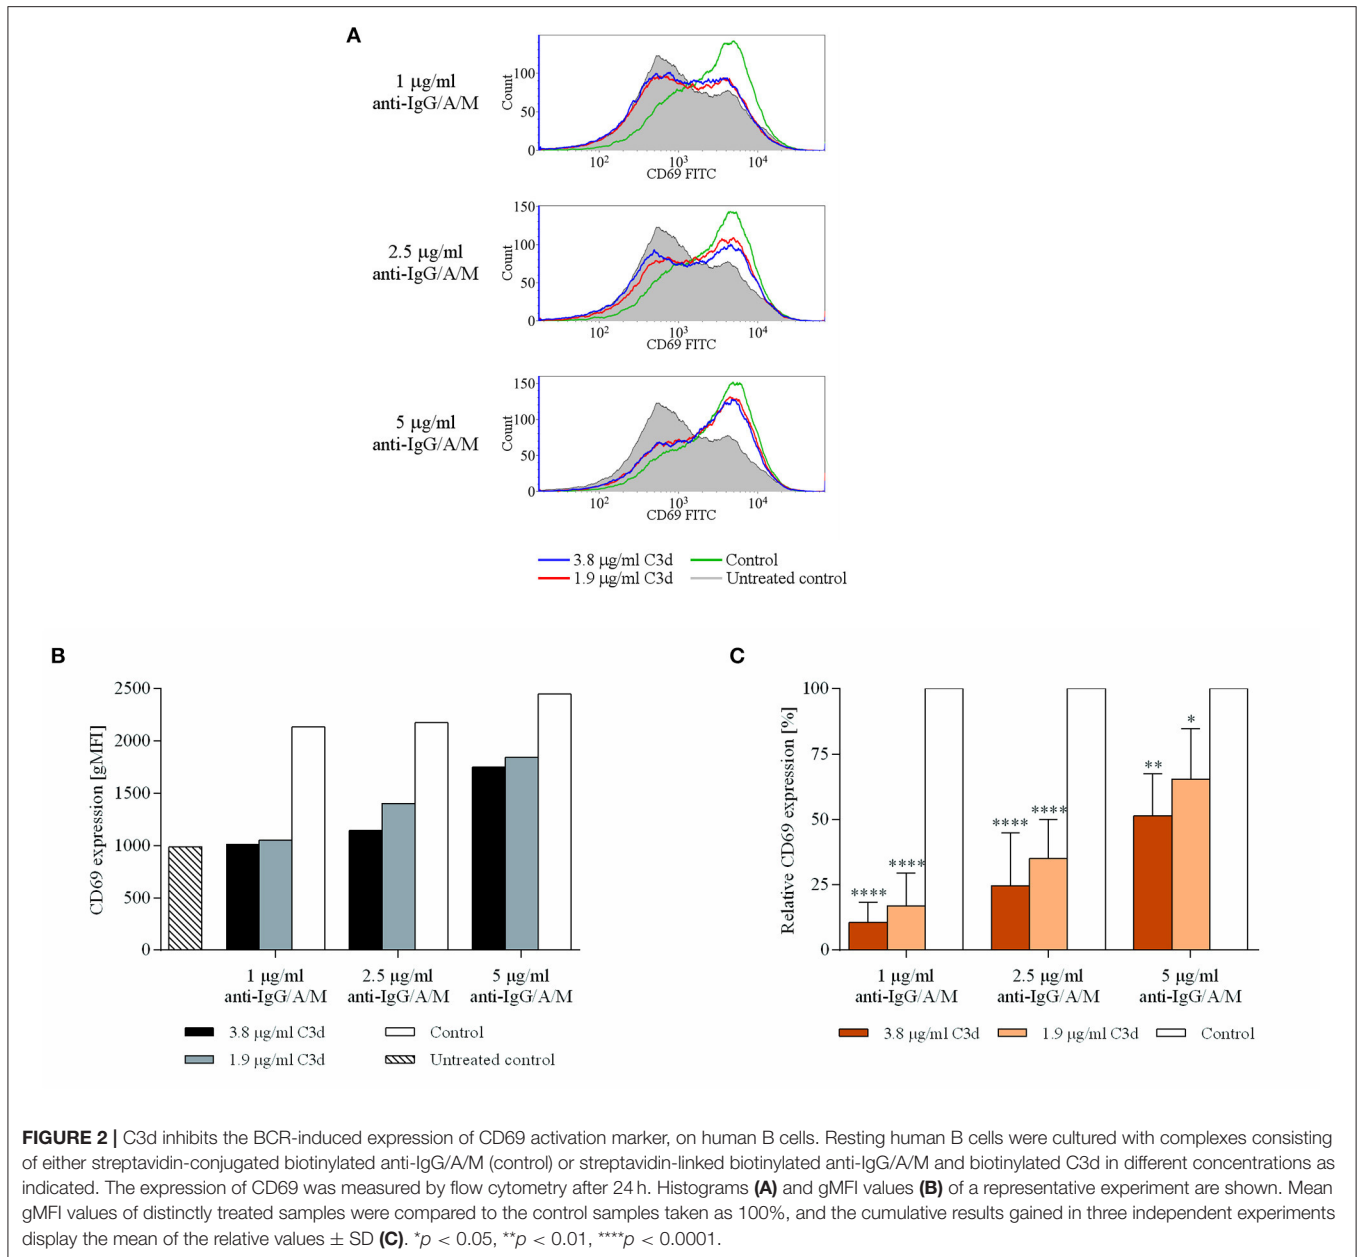 A
1 µg/ml
anti-IgG/A/M
Count
100
50
0
10²
10³
10⁴
CD69 FITC
2.5 µg/ml
anti-IgG/A/M
Count
150
100
50
0
10²
10³
10⁴
CD69 FITC
5 µg/ml
anti-IgG/A/M
Count
150
100
50
0
10²
10³
10⁴
CD69 FITC
3.8 µg/ml C3d
Control
1.9 µg/ml C3d
Untreated control
B
CD69 expression [gMFI]
2500
2000
1500
1000
500
0
1 µg/ml
anti-IgG/A/M
2.5 µg/ml
anti-IgG/A/M
5 µg/ml
anti-IgG/A/M
3.8 µg/ml C3d
Control
1.9 µg/ml C3d
Untreated control
C
Relative CD69 expression [%]
100
75
50
25
0
****
****
****
****
**
*
1 µg/ml
anti-IgG/A/M
2.5 µg/ml
anti-IgG/A/M
5 µg/ml
anti-IgG/A/M
3.8 µg/ml C3d
1.9 µg/ml C3d
Control
FIGURE 2 | C3d inhibits the BCR-induced expression of CD69 activation marker, on human B cells. Resting human B cells were cultured with complexes consisting
of either streptavidin-conjugated biotinylated anti-IgG/A/M (control) or streptavidin-linked biotinylated anti-IgG/A/M and biotinylated C3d in different concentrations as
indicated. The expression of CD69 was measured by flow cytometry after 24 h. Histograms (A) and gMFI values (B) of a representative experiment are shown. Mean
gMFI values of distinctly treated samples were compared to the control samples taken as 100%, and the cumulative results gained in three independent experiments
display the mean of the relative values ± SD (C). *p < 0.05, **p < 0.01, ****p < 0.0001.